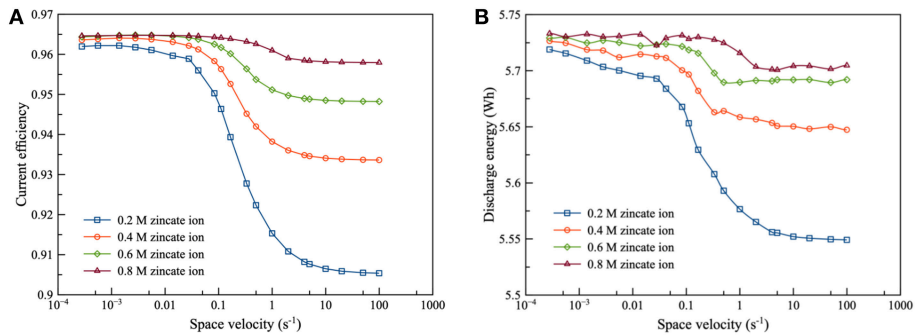 A
0.97
0.96
0.95
0.94
0.93
0.92
0.91
0.9
Current efficiency
0.2 M zincate ion
0.4 M zincate ion
0.6 M zincate ion
0.8 M zincate ion
10⁻⁴ 10⁻³ 0.01 0.1 1 10 100 1000
Space velocity (s⁻¹)
B
5.75
5.7
5.65
5.6
5.55
5.5
Discharge energy (Wh)
0.2 M zincate ion
0.4 M zincate ion
0.6 M zincate ion
0.8 M zincate ion
10⁻⁴ 10⁻³ 0.01 0.1 1 10 100 1000
Space velocity (s⁻¹)